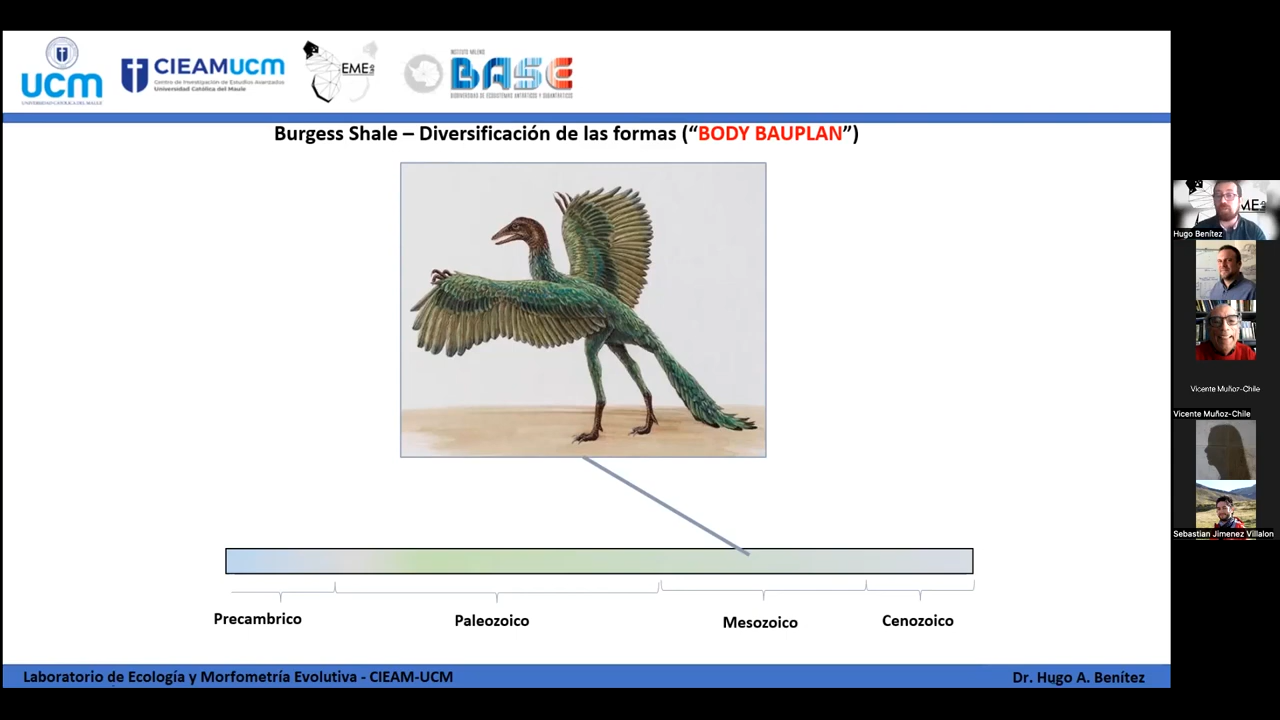 UCM
UNIVERSIDAD CATÓLICA DEL MAULE
CIEAMUCM
Centro de Investigación de Estudios Avanzados
Universidad Católica del Maule
EME lab
INSTITUTO MILENIO
BASE
BIODIVERSIDAD DE ECOSISTEMAS ANTÁRTICOS Y SUBANTÁRTICOS
Burgess Shale – Diversificación de las formas (“BODY BAUPLAN”)
Precambrico
Paleozoico
Mesozoico
Cenozoico
Laboratorio de Ecología y Morfometría Evolutiva - CIEAM-UCM
Dr. Hugo A. Benítez
ME
Hugo Benítez
Vicente Muñoz-Chile
Vicente Muñoz-Chile
Sebastian Jimenez Villalon